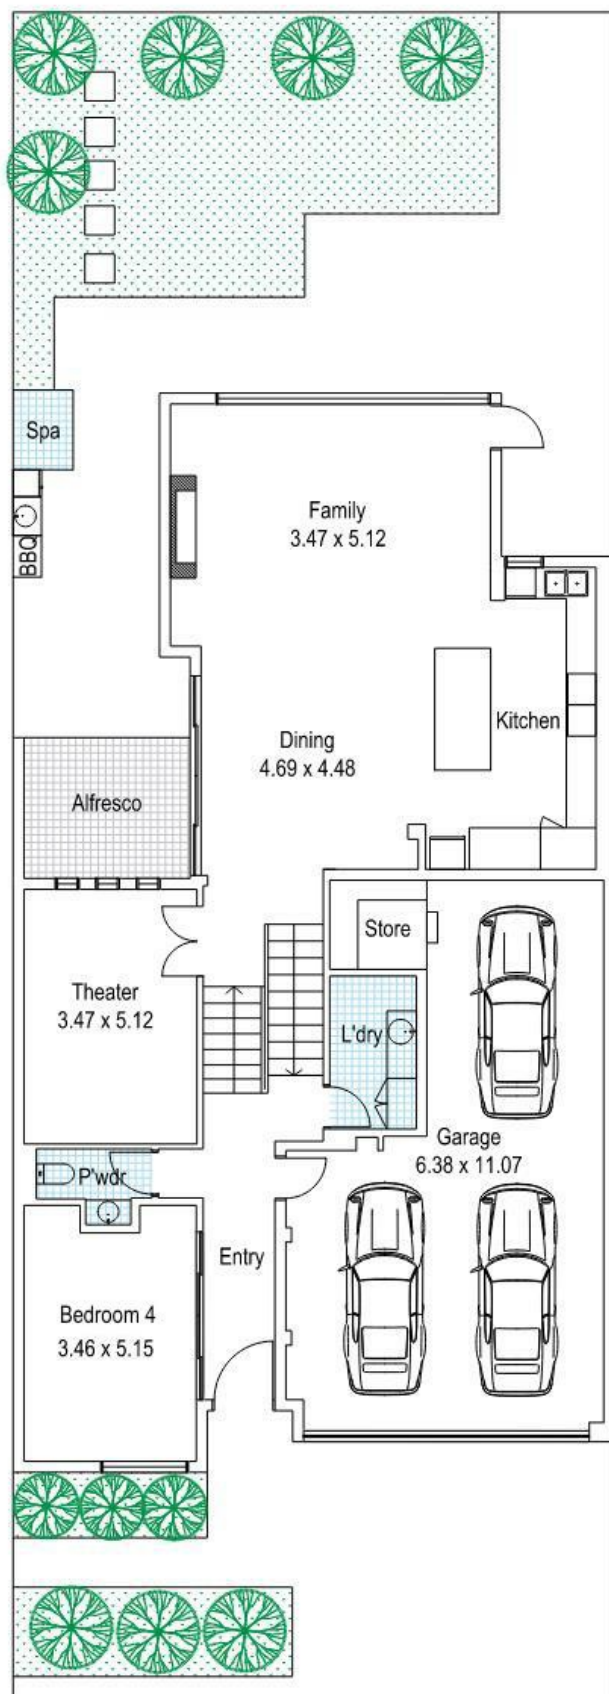 Spa
BBQ
Family
3.47 x 5.12
Kitchen
Dining
4.69 x 4.48
Alfresco
Store
Theater
3.47 x 5.12
L'dry
Garage
6.38 x 11.07
P'wdr
Entry
Bedroom 4
3.46 x 5.15